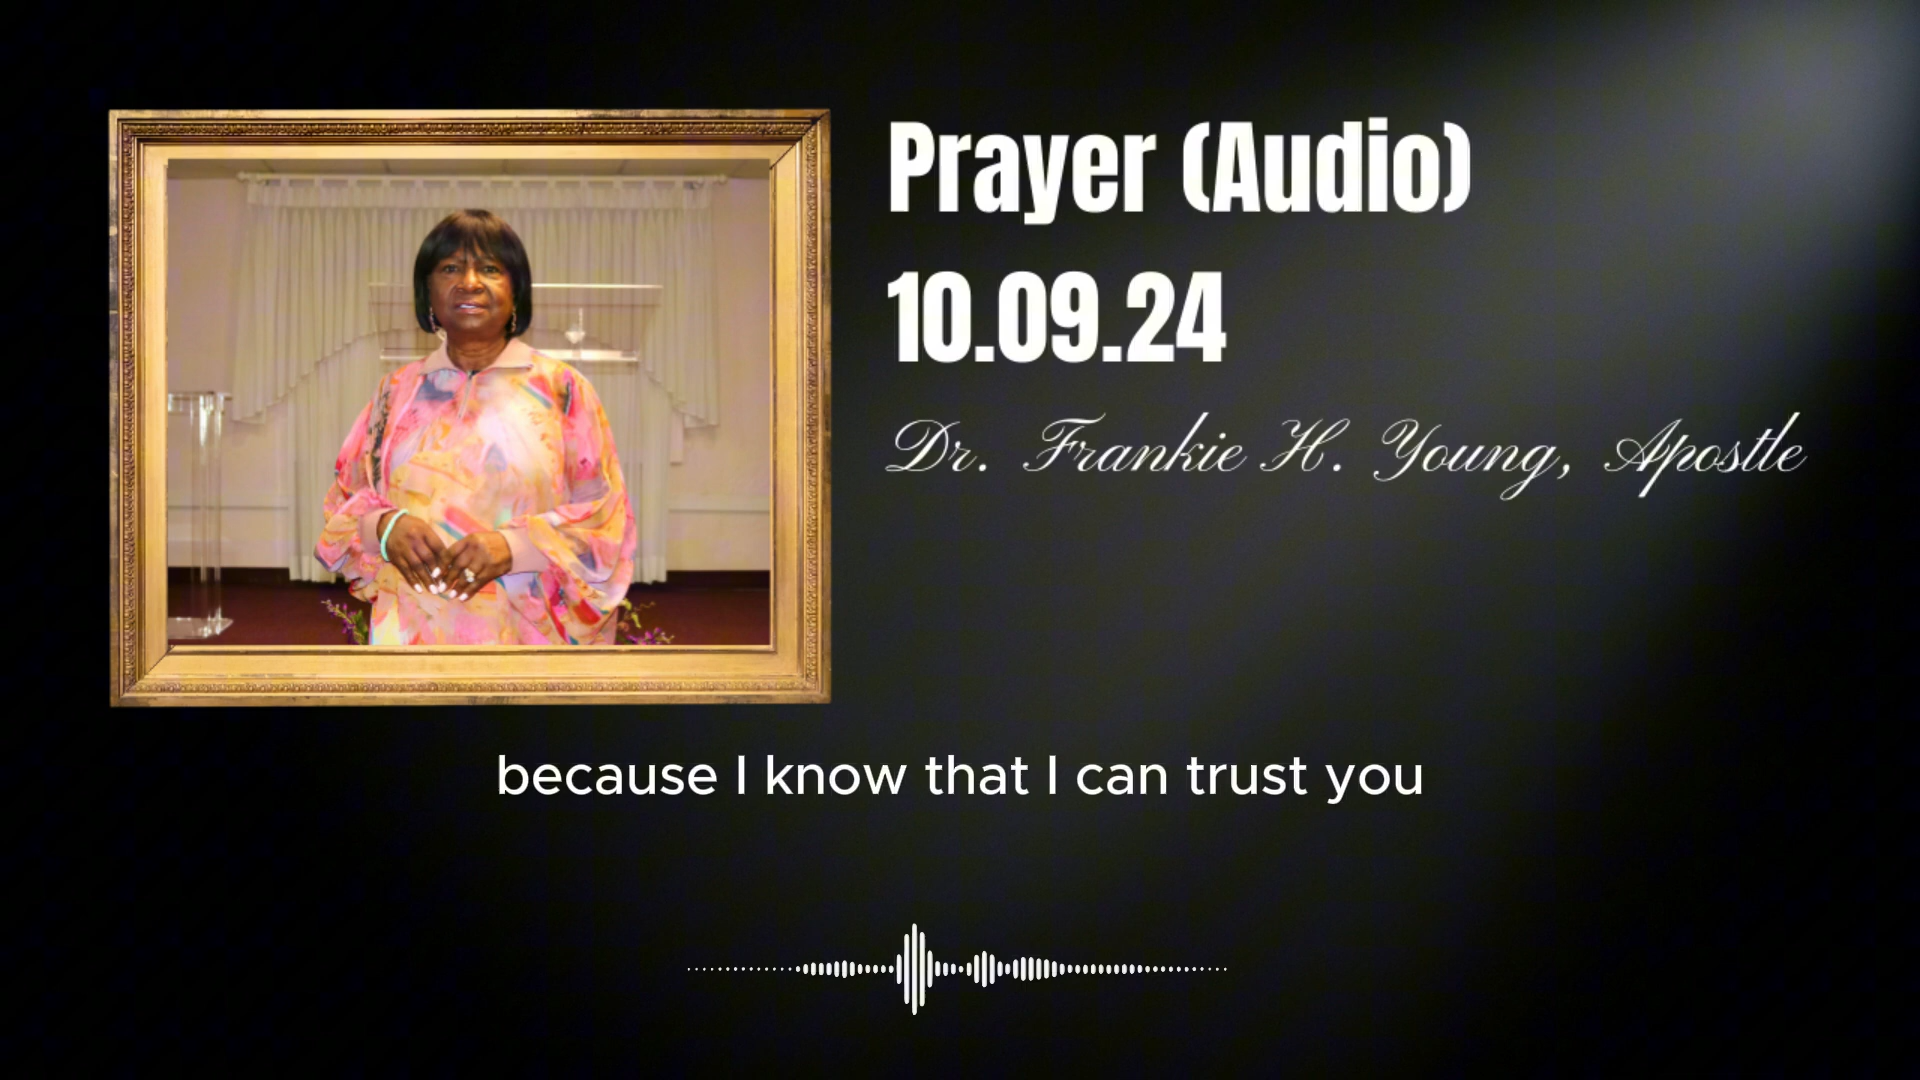 Prayer (Audio)
10.09.24
Dr. Frankie H. Young, Apostle
because I know that I can trust you